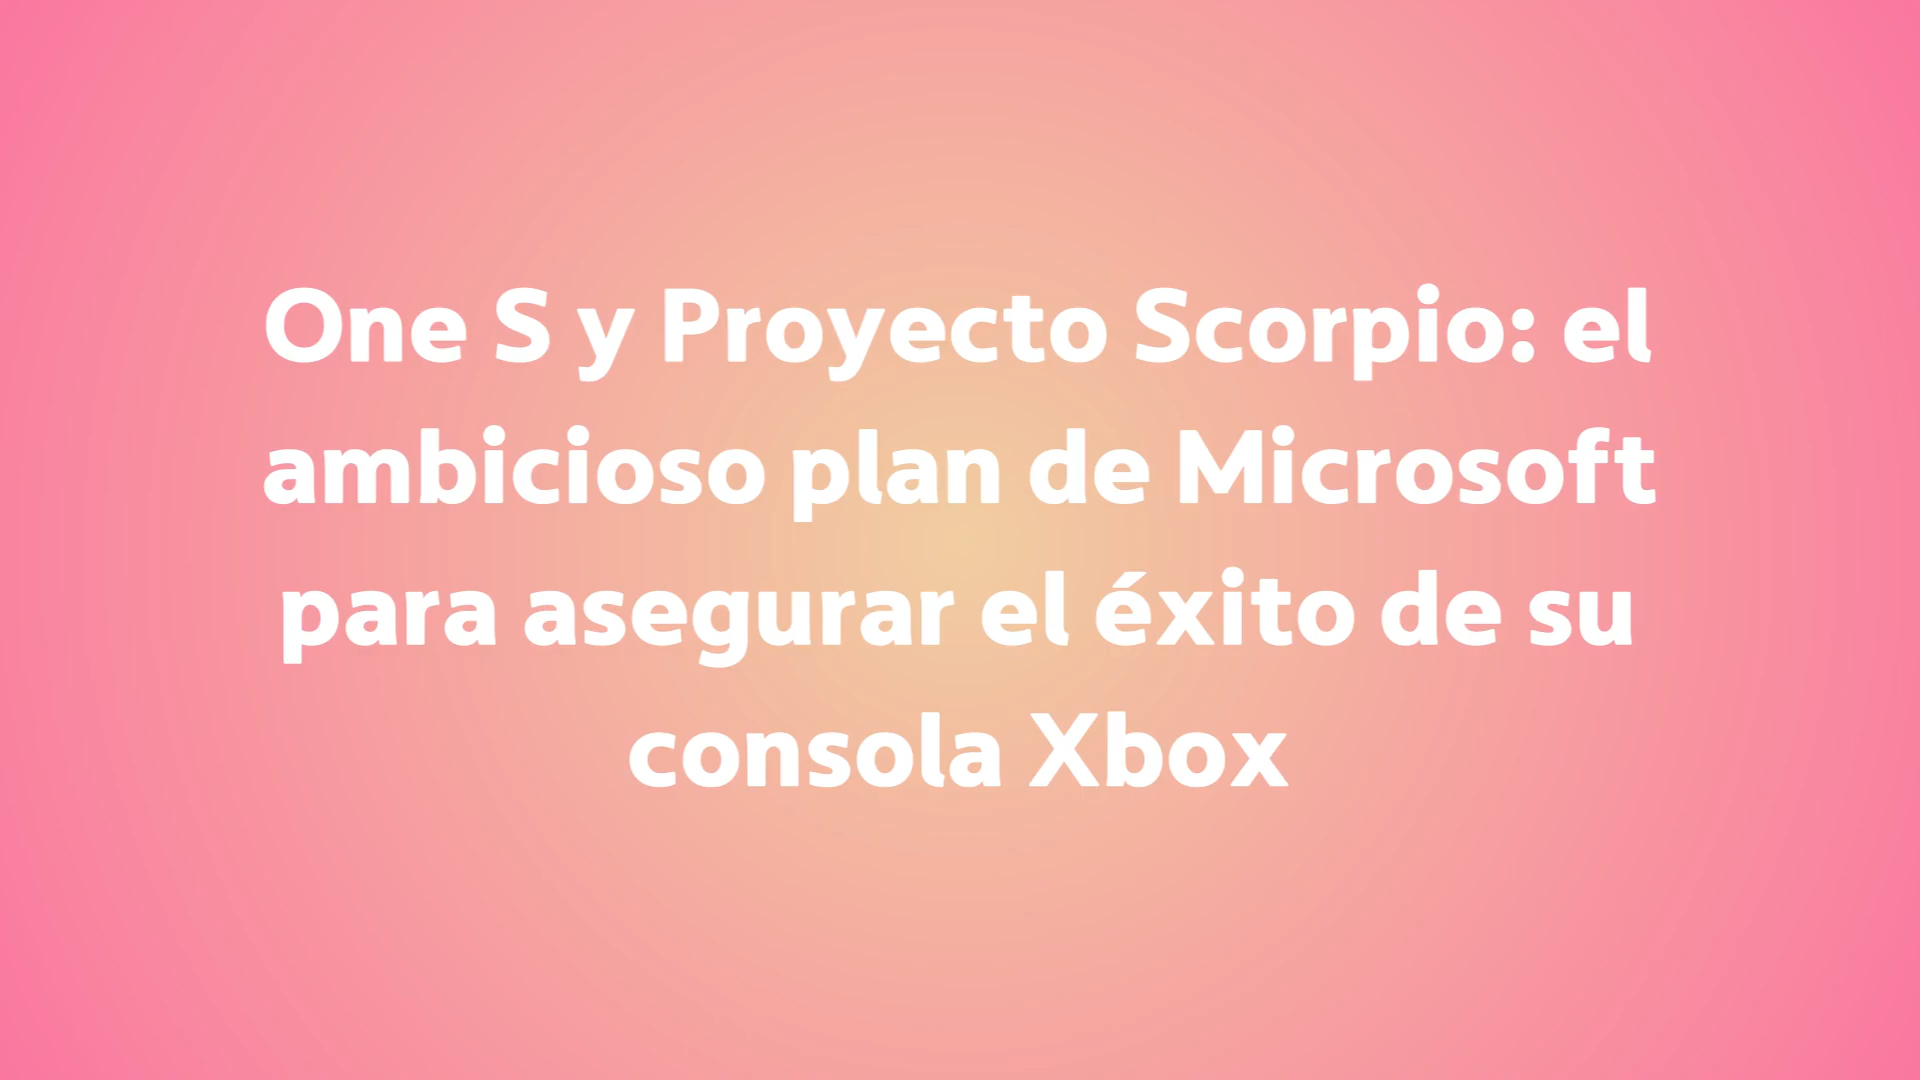 One S y Proyecto Scorpio: el
ambicioso plan de Microsoft
para asegurar el éxito de su
consola Xbox